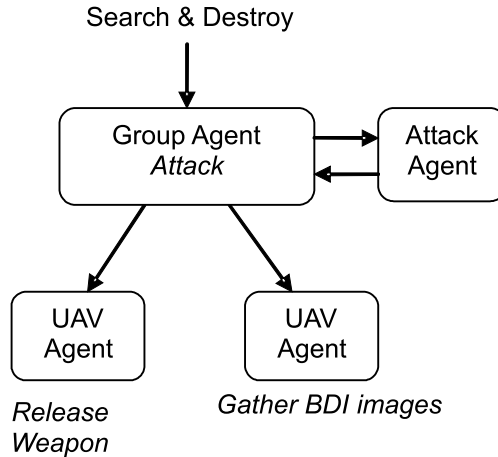 Search & Destroy
Group Agent
Attack
Attack
Agent
UAV
Agent
UAV
Agent
Release
Weapon
Gather BDI images